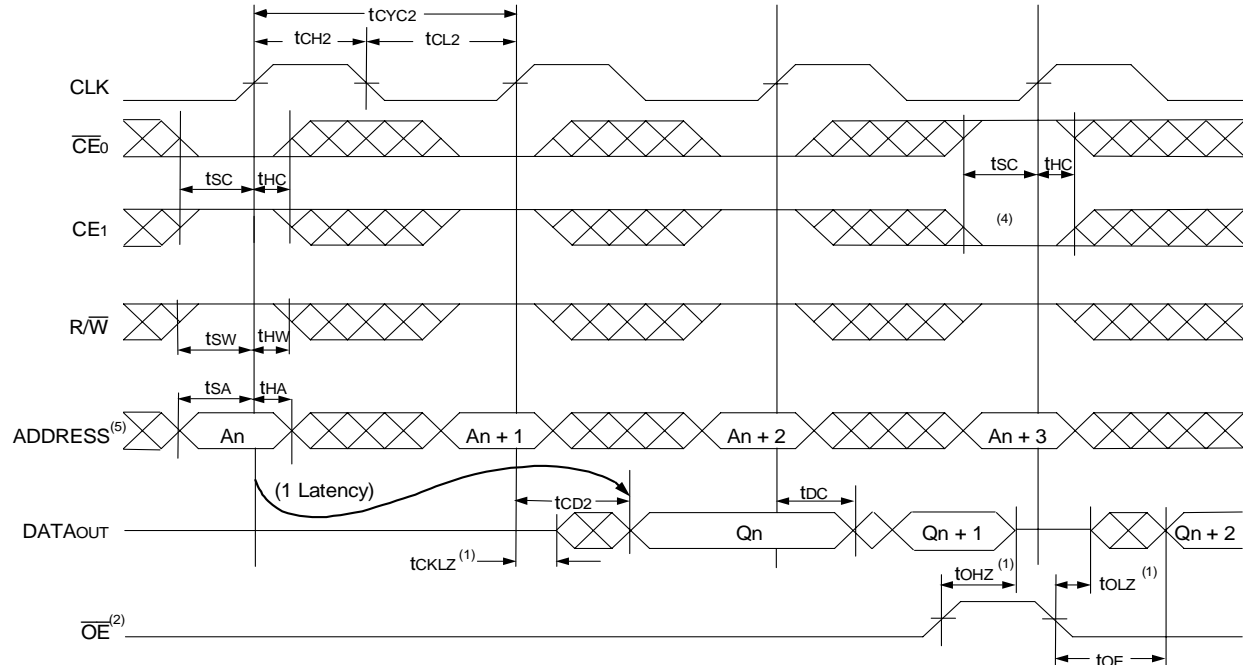 tCYC2
tCH2 tCL2
CLK
CE0
tSC tHC tSC tHC
CE1 (4)
R/W
tSW tHW
tSA tHA
ADDRESS(5) An An + 1 An + 2 An + 3
(1 Latency) tCD2 tDC
DATAOUT Qn Qn + 1 Qn + 2
tCKLZ(1) tOHZ(1) tOLZ(1)
OE(2)
tOE